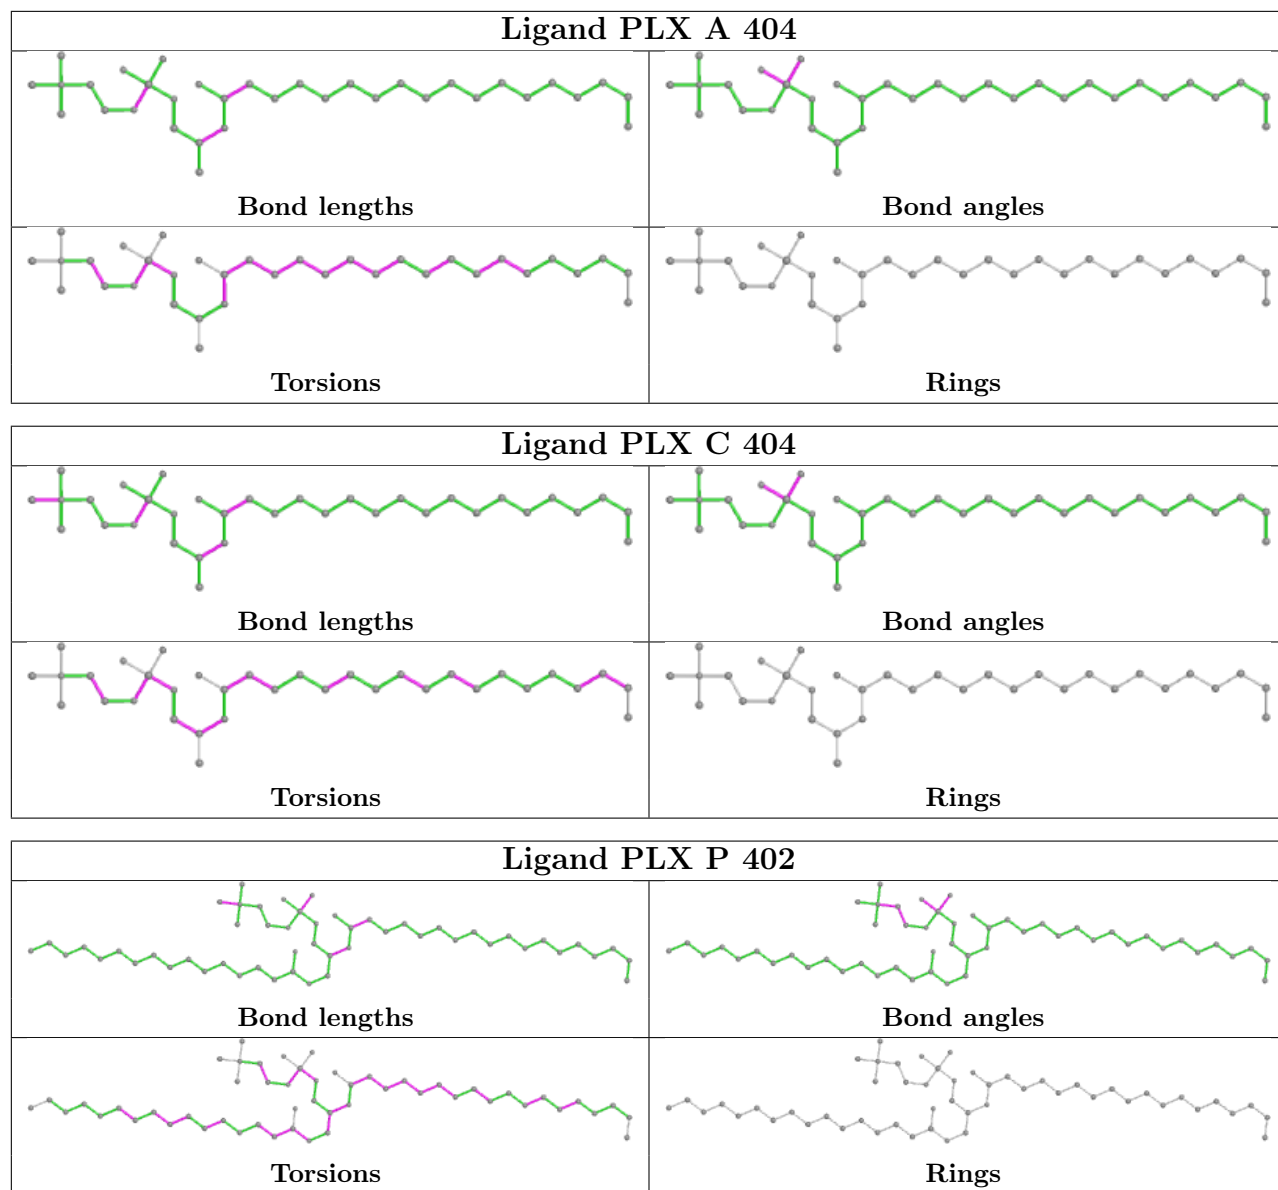 Ligand PLX A 404
Bond lengths
Bond angles
Torsions
Rings
Ligand PLX C 404
Bond lengths
Bond angles
Torsions
Rings
Ligand PLX P 402
Bond lengths
Bond angles
Torsions
Rings